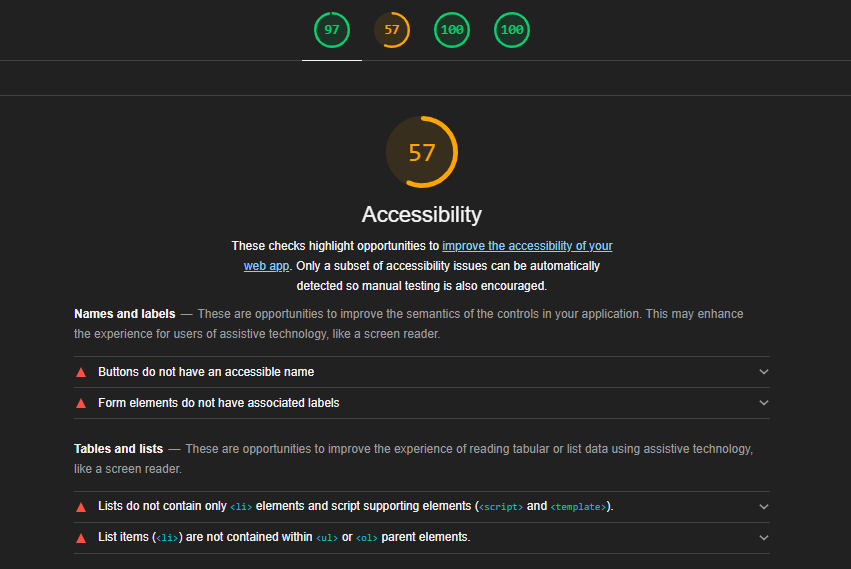 97 57 100 100
57
Accessibility
These checks highlight opportunities to improve the accessibility of your
web app. Only a subset of accessibility issues can be automatically
detected so manual testing is also encouraged.
Names and labels — These are opportunities to improve the semantics of the controls in your application. This may enhance
the experience for users of assistive technology, like a screen reader.
Buttons do not have an accessible name
Form elements do not have associated labels
Tables and lists — These are opportunities to improve the experience of reading tabular or list data using assistive technology,
like a screen reader.
Lists do not contain only <li> elements and script supporting elements (<script> and <template>).
List items (<li>) are not contained within <ul> or <ol> parent elements.